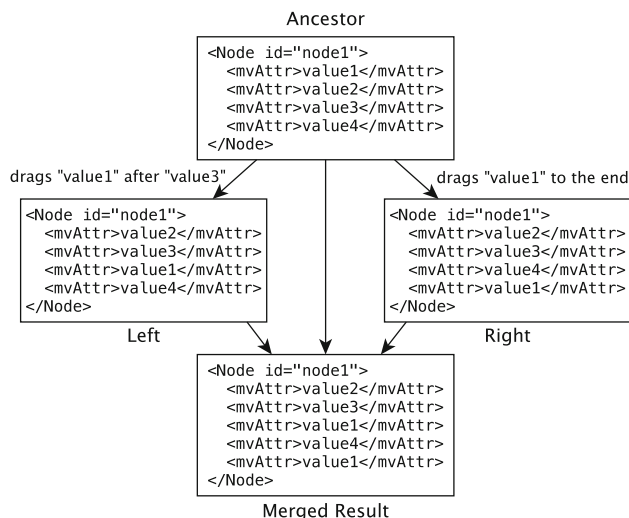 Ancestor
<Node id="node1">
<mvAttr>value1</mvAttr>
<mvAttr>value2</mvAttr>
<mvAttr>value3</mvAttr>
<mvAttr>value4</mvAttr>
</Node>
drags "value1" after "value3"
drags "value1" to the end
<Node id="node1">
<mvAttr>value2</mvAttr>
<mvAttr>value3</mvAttr>
<mvAttr>value1</mvAttr>
<mvAttr>value4</mvAttr>
</Node>
Left
<Node id="node1">
<mvAttr>value2</mvAttr>
<mvAttr>value3</mvAttr>
<mvAttr>value4</mvAttr>
<mvAttr>value1</mvAttr>
</Node>
Right
<Node id="node1">
<mvAttr>value2</mvAttr>
<mvAttr>value3</mvAttr>
<mvAttr>value1</mvAttr>
<mvAttr>value4</mvAttr>
<mvAttr>value1</mvAttr>
</Node>
Merged Result